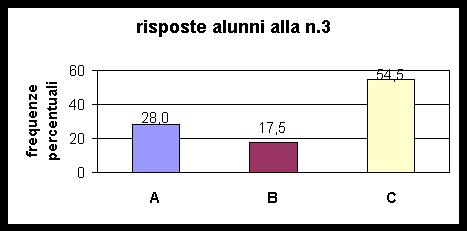 risposte alunni alla n.3
frequenze
percentuali
60
40
20
0
28,0
17,5
54,5
A
B
C